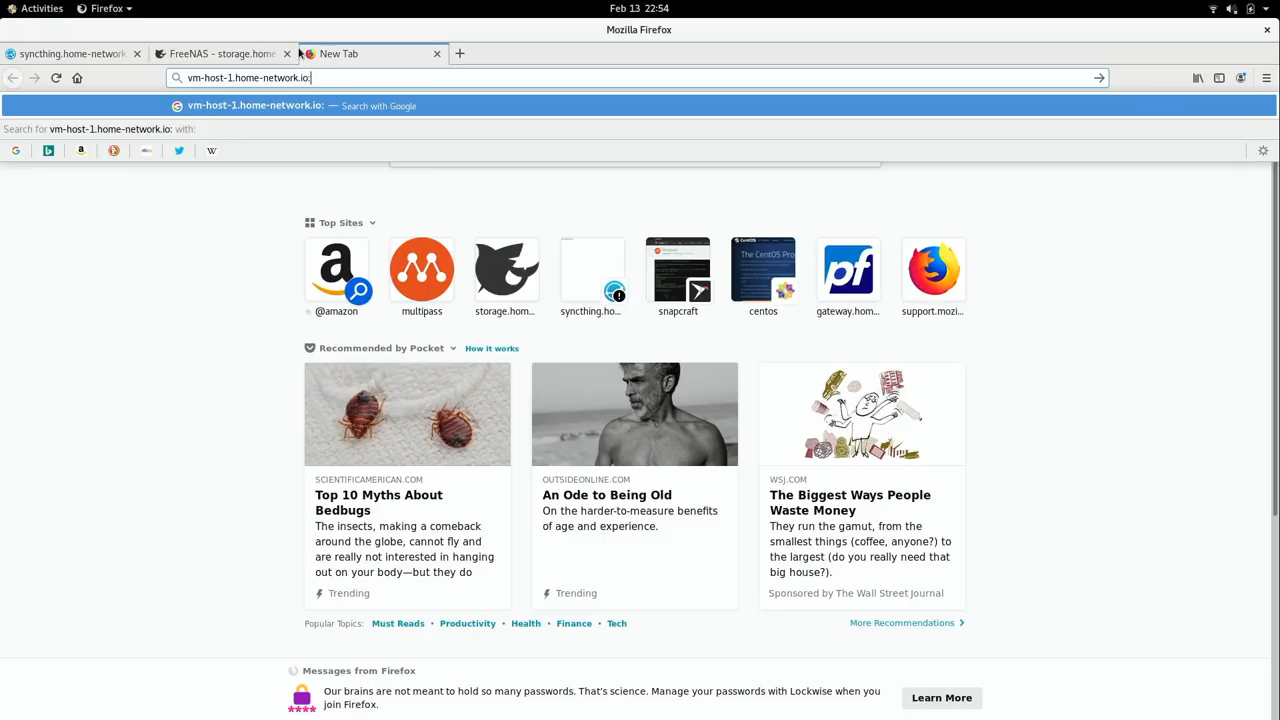 Activities
Firefox
Feb 13 22:54
Mozilla Firefox
syncthing.home-network.
FreeNAS - storage.home
New Tab
vm-host-1.home-network.io:
vm-host-1.home-network.io: — Search with Google
Search for vm-host-1.home-network.io: with:
Top Sites
@amazon
multipass
storage.hom...
syncthing.ho...
snapcraft
centos
gateway.hom...
support.mozi...
Recommended by Pocket
How it works
SCIENTIFICAMERICAN.COM
Top 10 Myths About
Bedbugs
The insects, making a comeback
around the globe, cannot fly and
are really not interested in hanging
out on your body—but they do
Trending
OUTSIDEONLINE.COM
An Ode to Being Old
On the harder-to-measure benefits
of age and experience.
Trending
WSJ.COM
The Biggest Ways People
Waste Money
They run the gamut, from the
smallest things (coffee, anyone?) to
the largest (do you really need that
big house?).
Sponsored by The Wall Street Journal
Popular Topics: Must Reads • Productivity • Health • Finance • Tech
More Recommendations
Messages from Firefox
Our brains are not meant to hold so many passwords. That's science. Manage your passwords with Lockwise when you
join Firefox.
Learn More